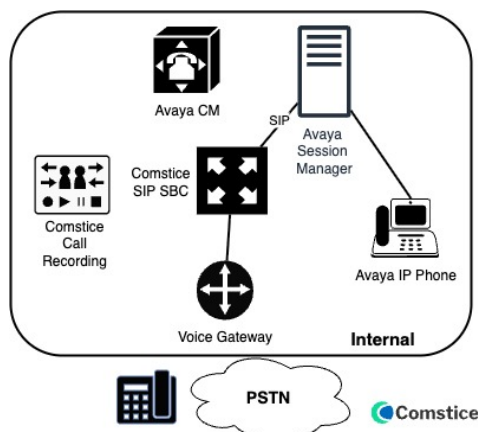 Avaya CM
SIP
Avaya
Session
Manager
Comstice
SIP SBC
Comstice
Call
Recording
Avaya IP Phone
Voice Gateway
Internal
PSTN
Comstice